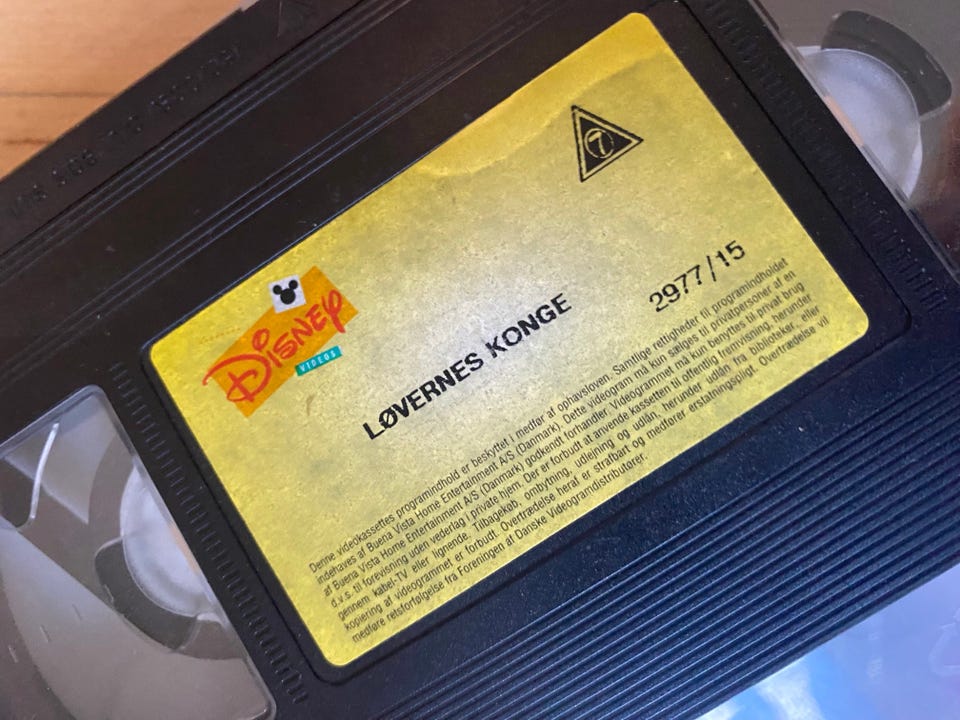 DISNEY
VIDEOS
7
LØVERNES KONGE
2977/15
Denne videokassettes programindhold er beskyttet i medfør af ophavsloven. Samtlige rettigheder til programindholdet
indehaves af Buena Vista Home Entertainment A/S (Danmark). Dette videogram må kun sælges til privatpersoner af en
af Buena Vista Home Entertainment A/S (Danmark) godkendt forhandler. Videogrammet må kun benyttes til privat brug
d.v.s. til forevisning uden vederlag i private hjem. Der er forbudt at anvende kassetten til offentlig fremvisning, herunder
gennem kabel-TV eller lignende. Tilbagekøb, ombytning, udlejning og udlån, herunder udlån fra biblioteker, eller
kopiering af videogrammet er forbudt. Overtrædelse heraf er strafbart og medfører erstatningspligt. Overtrædelse vil
medføre retsforfølgelse fra Foreningen af Danske Videogramdistributører.